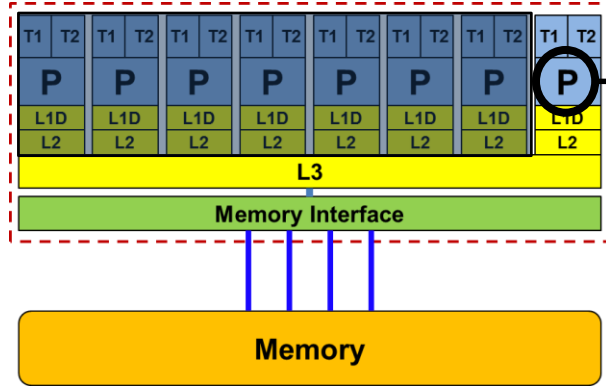 T1 T2 T1 T2 T1 T2 T1 T2 T1 T2 T1 T2 T1 T2 T1 T2
P P P P P P P P
L1D L1D L1D L1D L1D L1D L1D L1D
L2 L2 L2 L2 L2 L2 L2 L2
L3
Memory Interface
Memory